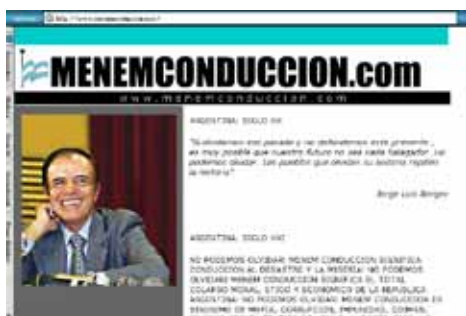 MENEMCONDUCCION.com
www.menemconduccion.com
ARGENTINA: SIGLO XX
"Si olvidamos ese pasado y no defendemos este presente,
es muy posible que nuestro futuro no sea nada halagador. No
podemos olvidar. Los pueblos que olvidan su historia repiten
la historia"
Jorge Luis Borges
ARGENTINA: SIGLO XXI
NO PODEMOS OLVIDAR: MENEM CONDUCCION SIGNIFICA
CONDUCCION AL DESASTRE Y LA MISERIA: NO PODEMOS
OLVIDAR: MENEM CONDUCCION SIGNIFICA EL TOTAL
COLAPSO MORAL, ETICO Y ECONOMICO DE LA REPUBLICA
ARGENTINA: NO PODEMOS OLVIDAR: MENEM CONDUCCION ES
SINONIMO DE MAFIA, CORRUPCION, IMPUNIDAD,